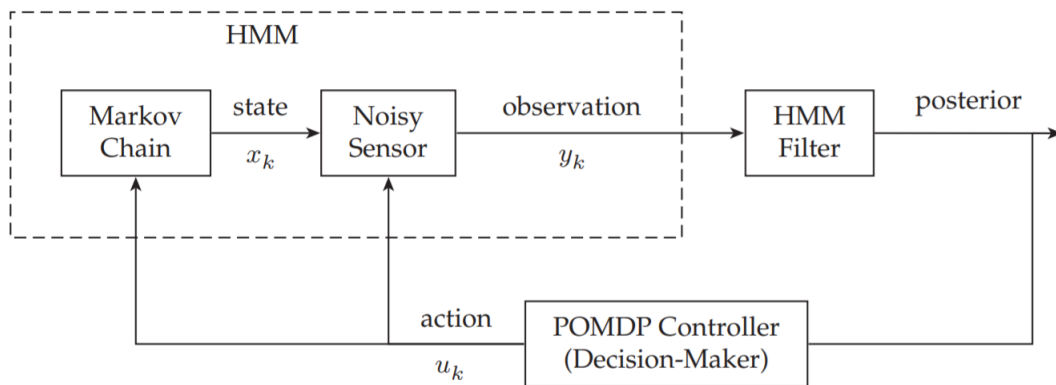 HMM
Markov
Chain
state
x_k
Noisy
Sensor
observation
y_k
HMM
Filter
posterior
action
u_k
POMDP Controller
(Decision-Maker)